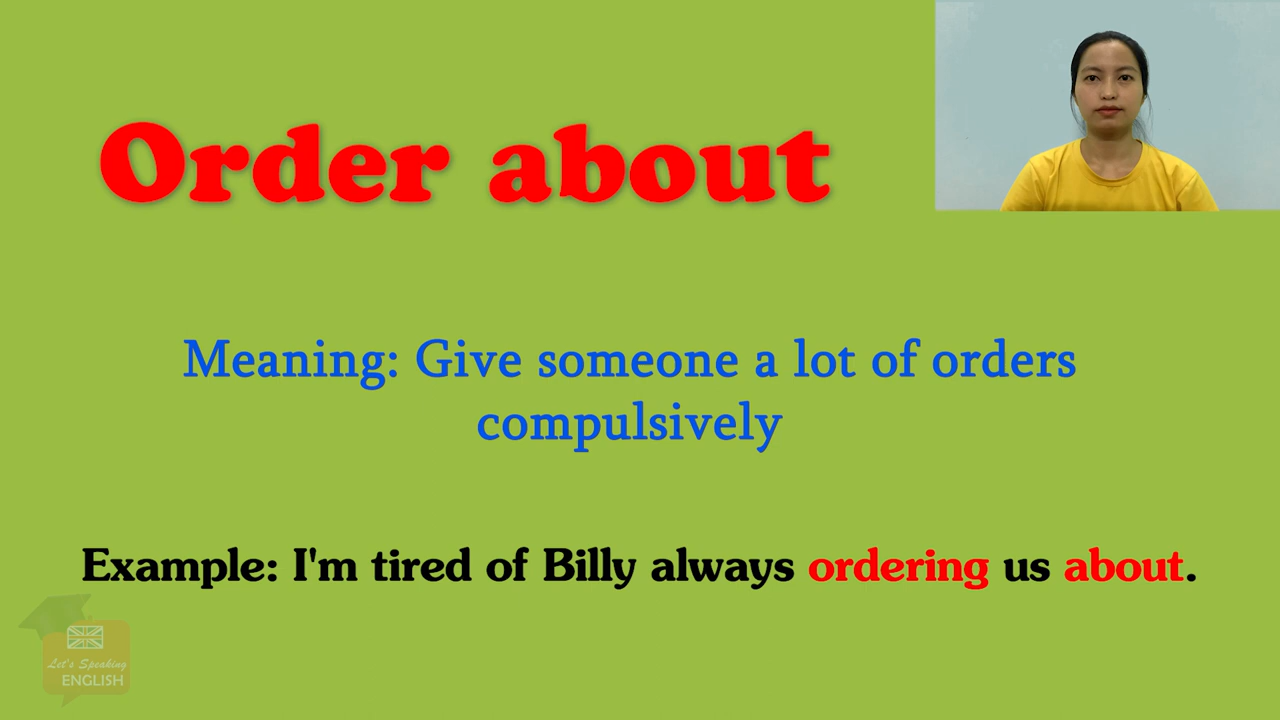 Order about
Meaning: Give someone a lot of orders
compulsively
Example: I'm tired of Billy always ordering us about.
Let's Speaking
ENGLISH